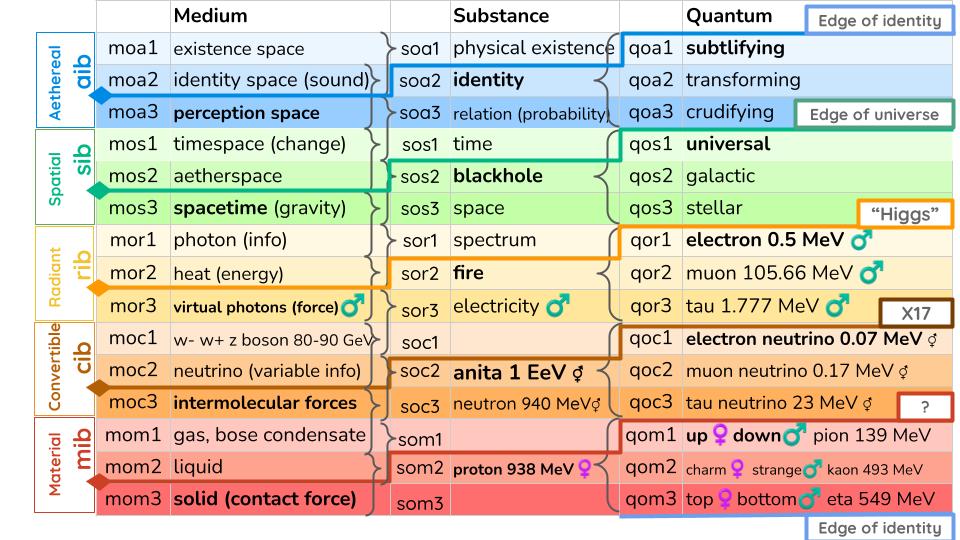 Medium Substance Quantum Edge of identity
Aethereal aib
moa1 existence space soa1 physical existence qoa1 subtlifying
moa2 identity space (sound) soa2 identity qoa2 transforming
moa3 perception space soa3 relation (probability) qoa3 crudifying Edge of universe
Spatial sib
mos1 timespace (change) sos1 time qos1 universal
mos2 aetherspace sos2 blackhole qos2 galactic
mos3 spacetime (gravity) sos3 space qos3 stellar "Higgs"
Radiant rib
mor1 photon (info) sor1 spectrum qor1 electron 0.5 MeV ♂
mor2 heat (energy) sor2 fire qor2 muon 105.66 MeV ♂
mor3 virtual photons (force) ♂ sor3 electricity ♂ qor3 tau 1.777 MeV ♂ X17
Convertible cib
moc1 w- w+ z boson 80-90 GeV soc1 qoc1 electron neutrino 0.07 MeV ⚥
moc2 neutrino (variable info) soc2 anita 1 EeV ⚥ qoc2 muon neutrino 0.17 MeV ⚥
moc3 intermolecular forces soc3 neutron 940 MeV⚥ qoc3 tau neutrino 23 MeV ⚥ ?
Material mib
mom1 gas, bose condensate som1 qom1 up ♀ down♂ pion 139 MeV
mom2 liquid som2 proton 938 MeV ♀ qom2 charm ♀ strange♂ kaon 493 MeV
mom3 solid (contact force) som3 qom3 top ♀ bottom♂ eta 549 MeV
Edge of identity